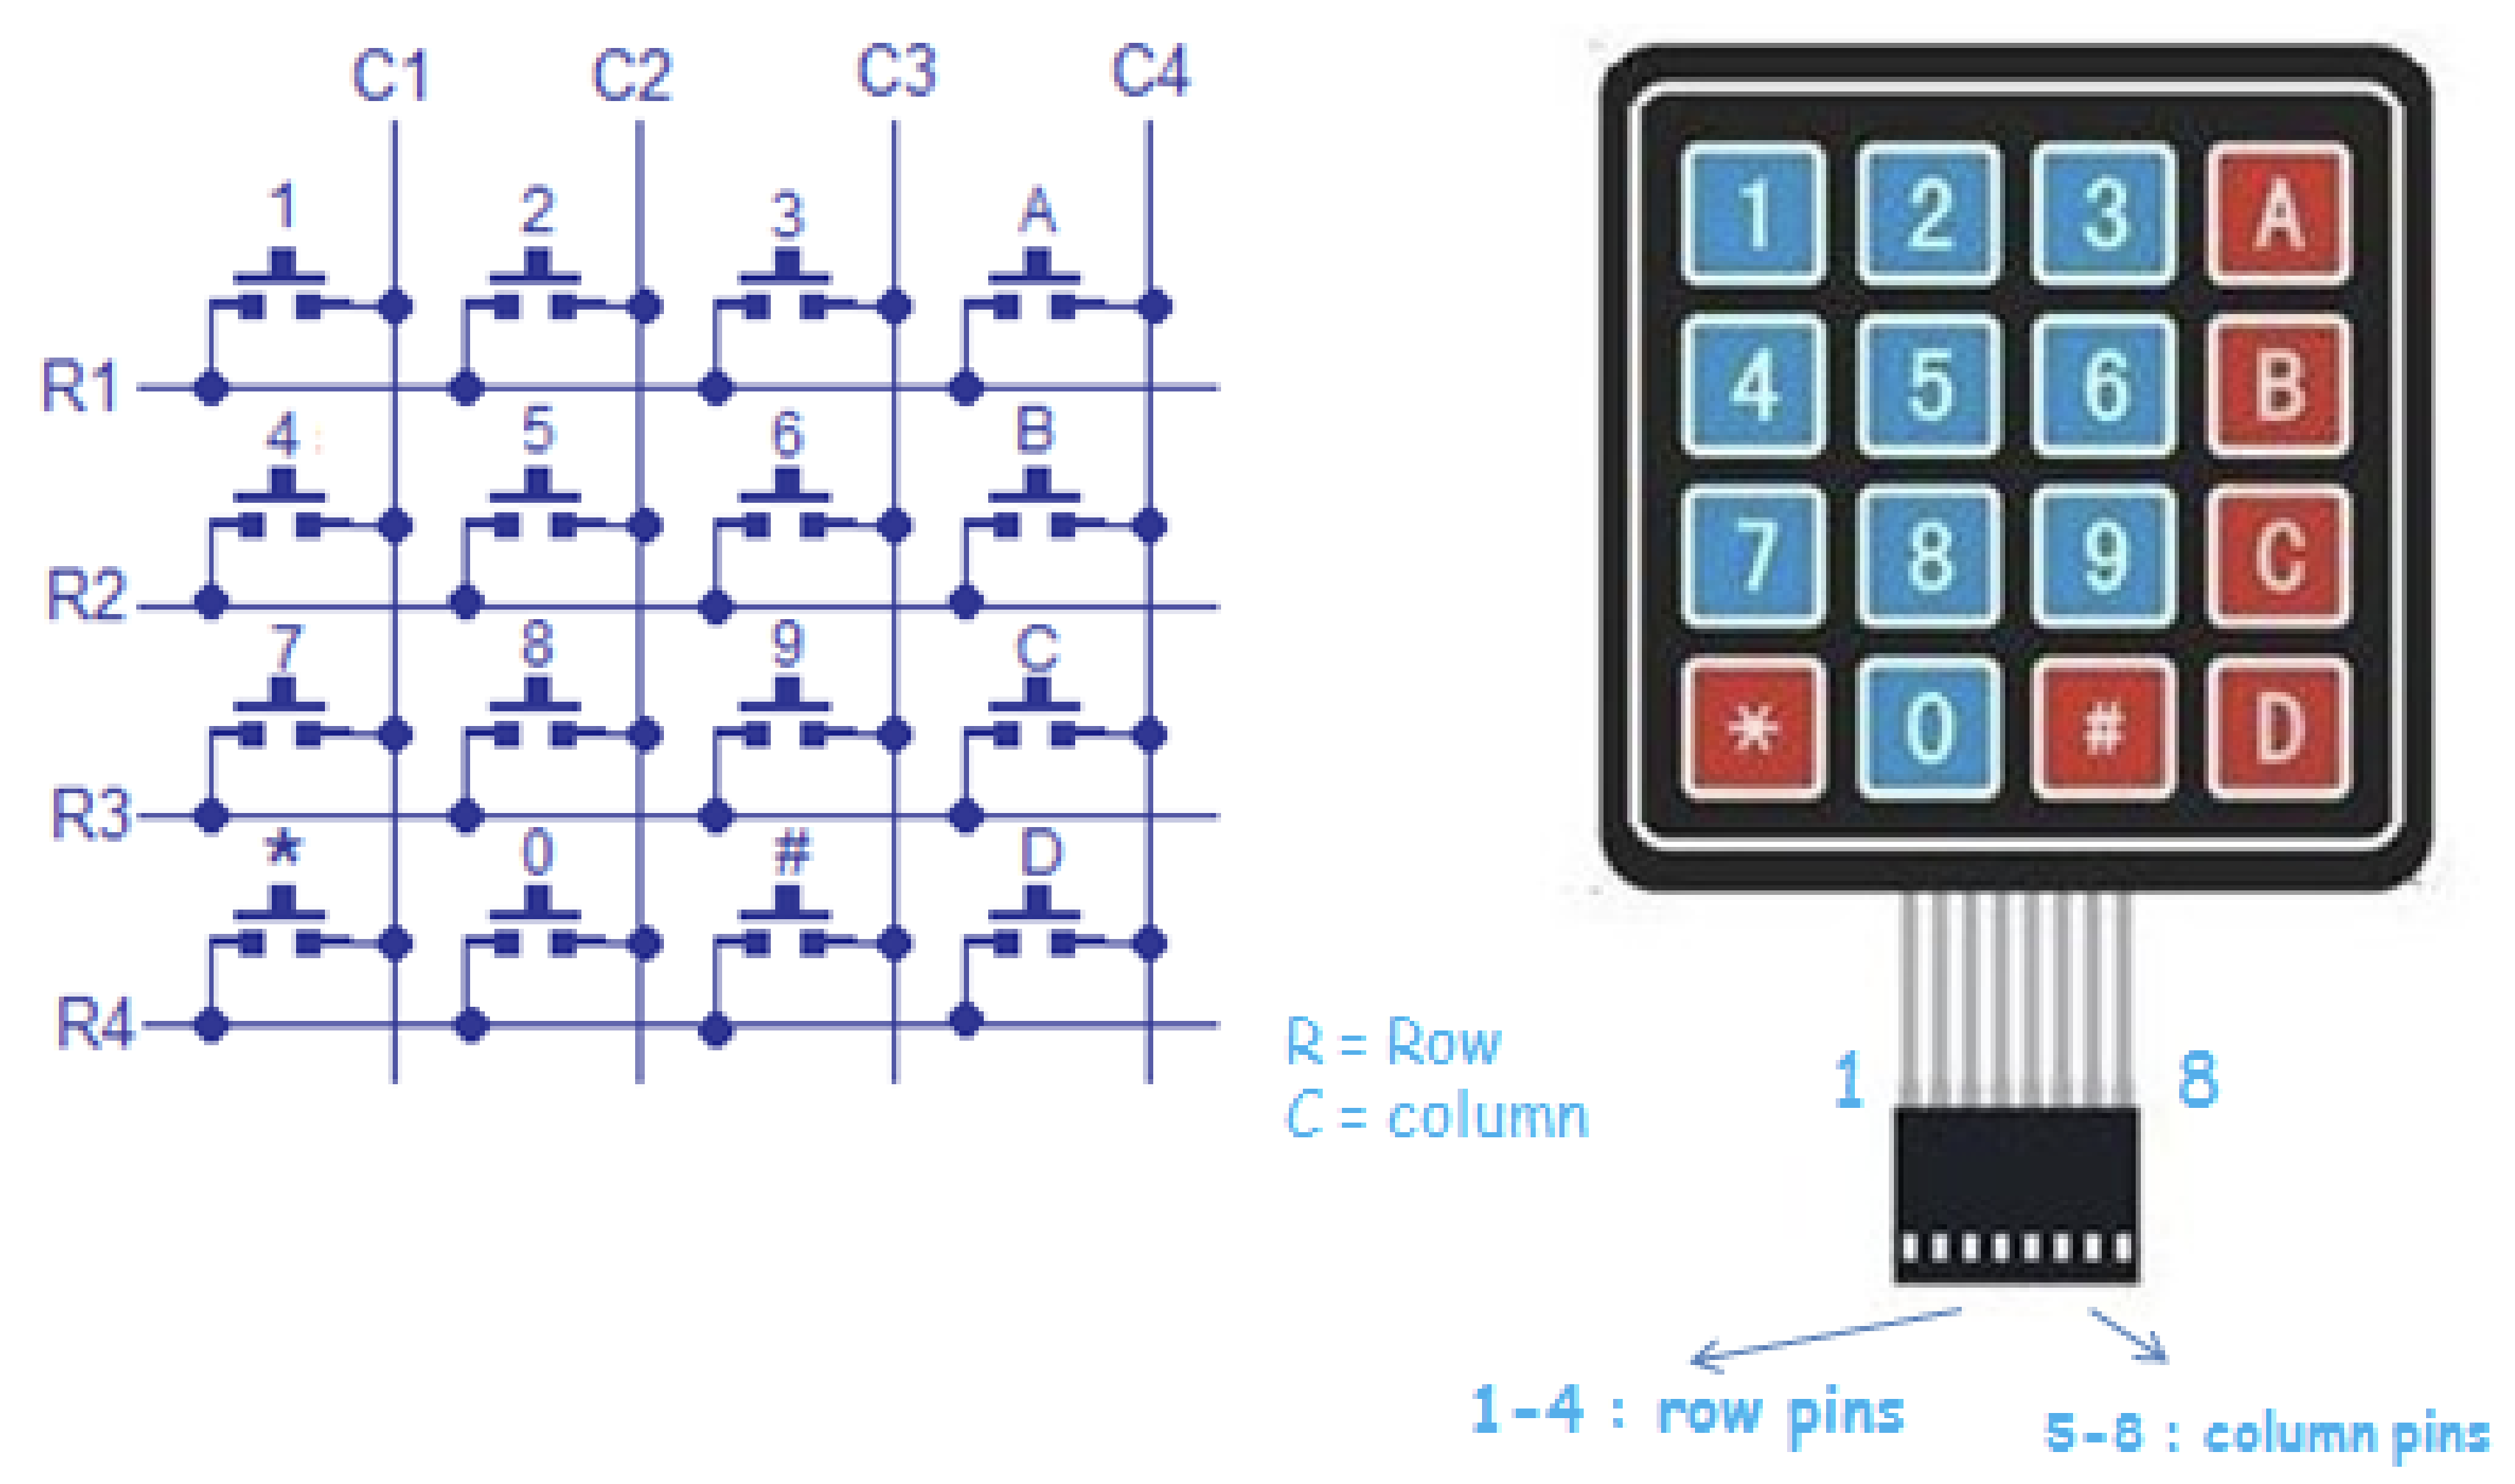 C1 C2 C3 C4
1 2 3 A
R1
4 5 6 B
R2
7 8 9 C
R3
* 0 # D
R4
R = Row
C = column
1 2 3 A
4 5 6 B
7 8 9 C
* 0 # D
1 8
1-4 : row pins
5-8 : column pins